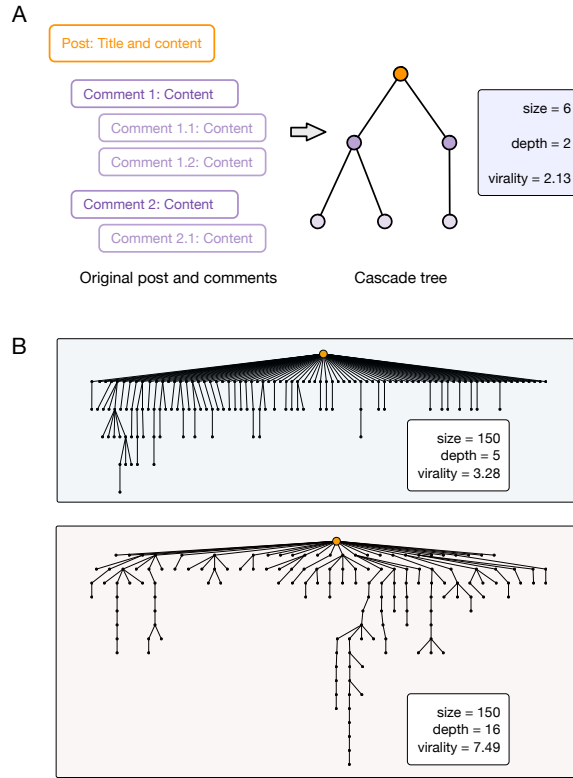 A
Post: Title and content
Comment 1: Content
Comment 1.1: Content
Comment 1.2: Content
Comment 2: Content
Comment 2.1: Content
Original post and comments
size = 6
depth = 2
virality = 2.13
Cascade tree
B
size = 150
depth = 5
virality = 3.28
size = 150
depth = 16
virality = 7.49